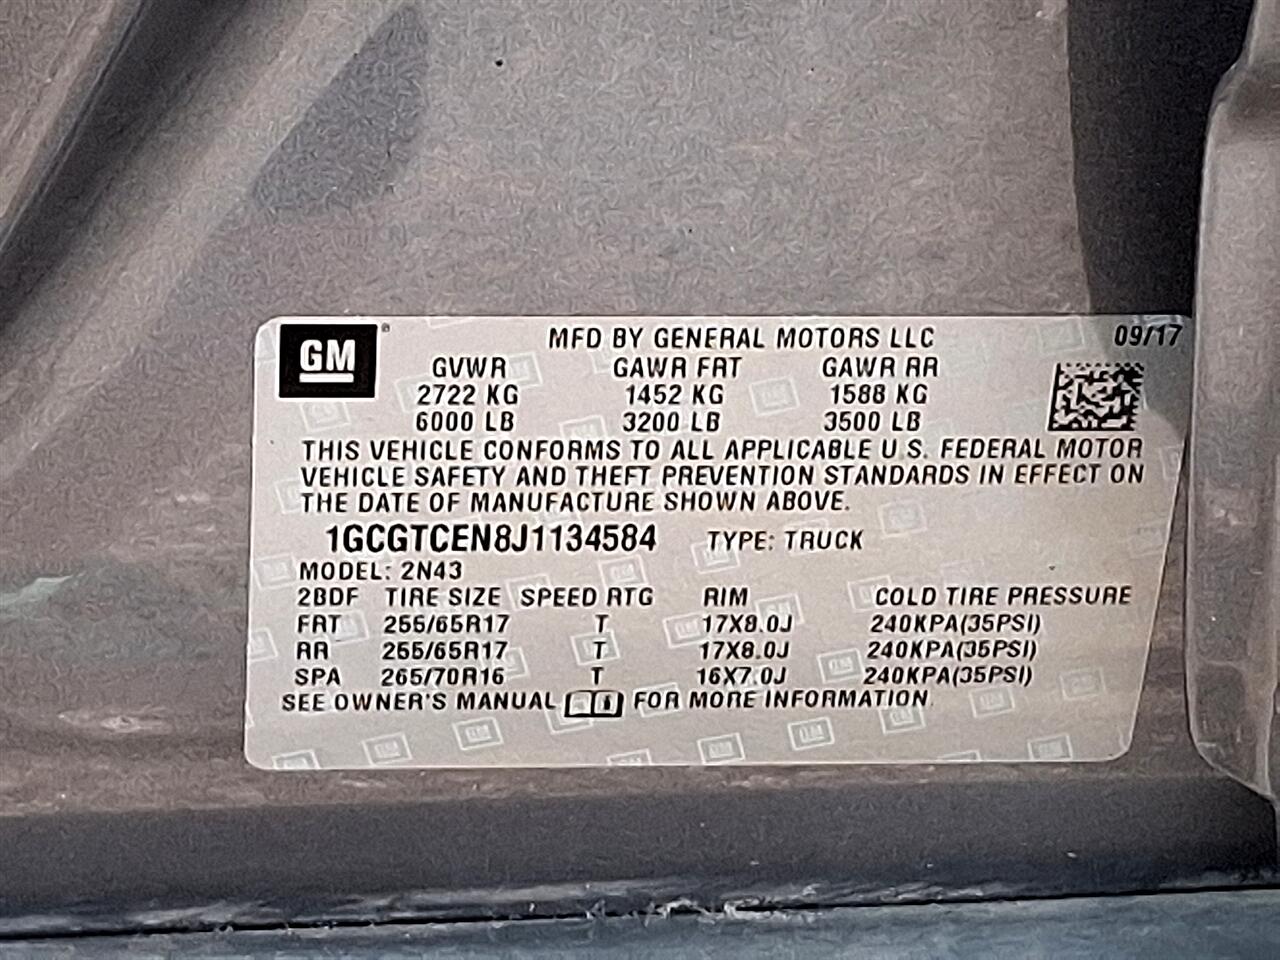 GM
MFD BY GENERAL MOTORS LLC 09/17
GVWR GAWR FRT GAWR RR
2722 KG 1452 KG 1588 KG
6000 LB 3200 LB 3500 LB
THIS VEHICLE CONFORMS TO ALL APPLICABLE U.S. FEDERAL MOTOR
VEHICLE SAFETY AND THEFT PREVENTION STANDARDS IN EFFECT ON
THE DATE OF MANUFACTURE SHOWN ABOVE.
1GCGTCEN8J1134584 TYPE: TRUCK
MODEL: 2N43
2BDF TIRE SIZE SPEED RTG RIM COLD TIRE PRESSURE
FRT 255/65R17 T 17X8.0J 240KPA(35PSI)
RR 255/65R17 T 17X8.0J 240KPA(35PSI)
SPA 265/70R16 T 16X7.0J 240KPA(35PSI)
SEE OWNER'S MANUAL FOR MORE INFORMATION